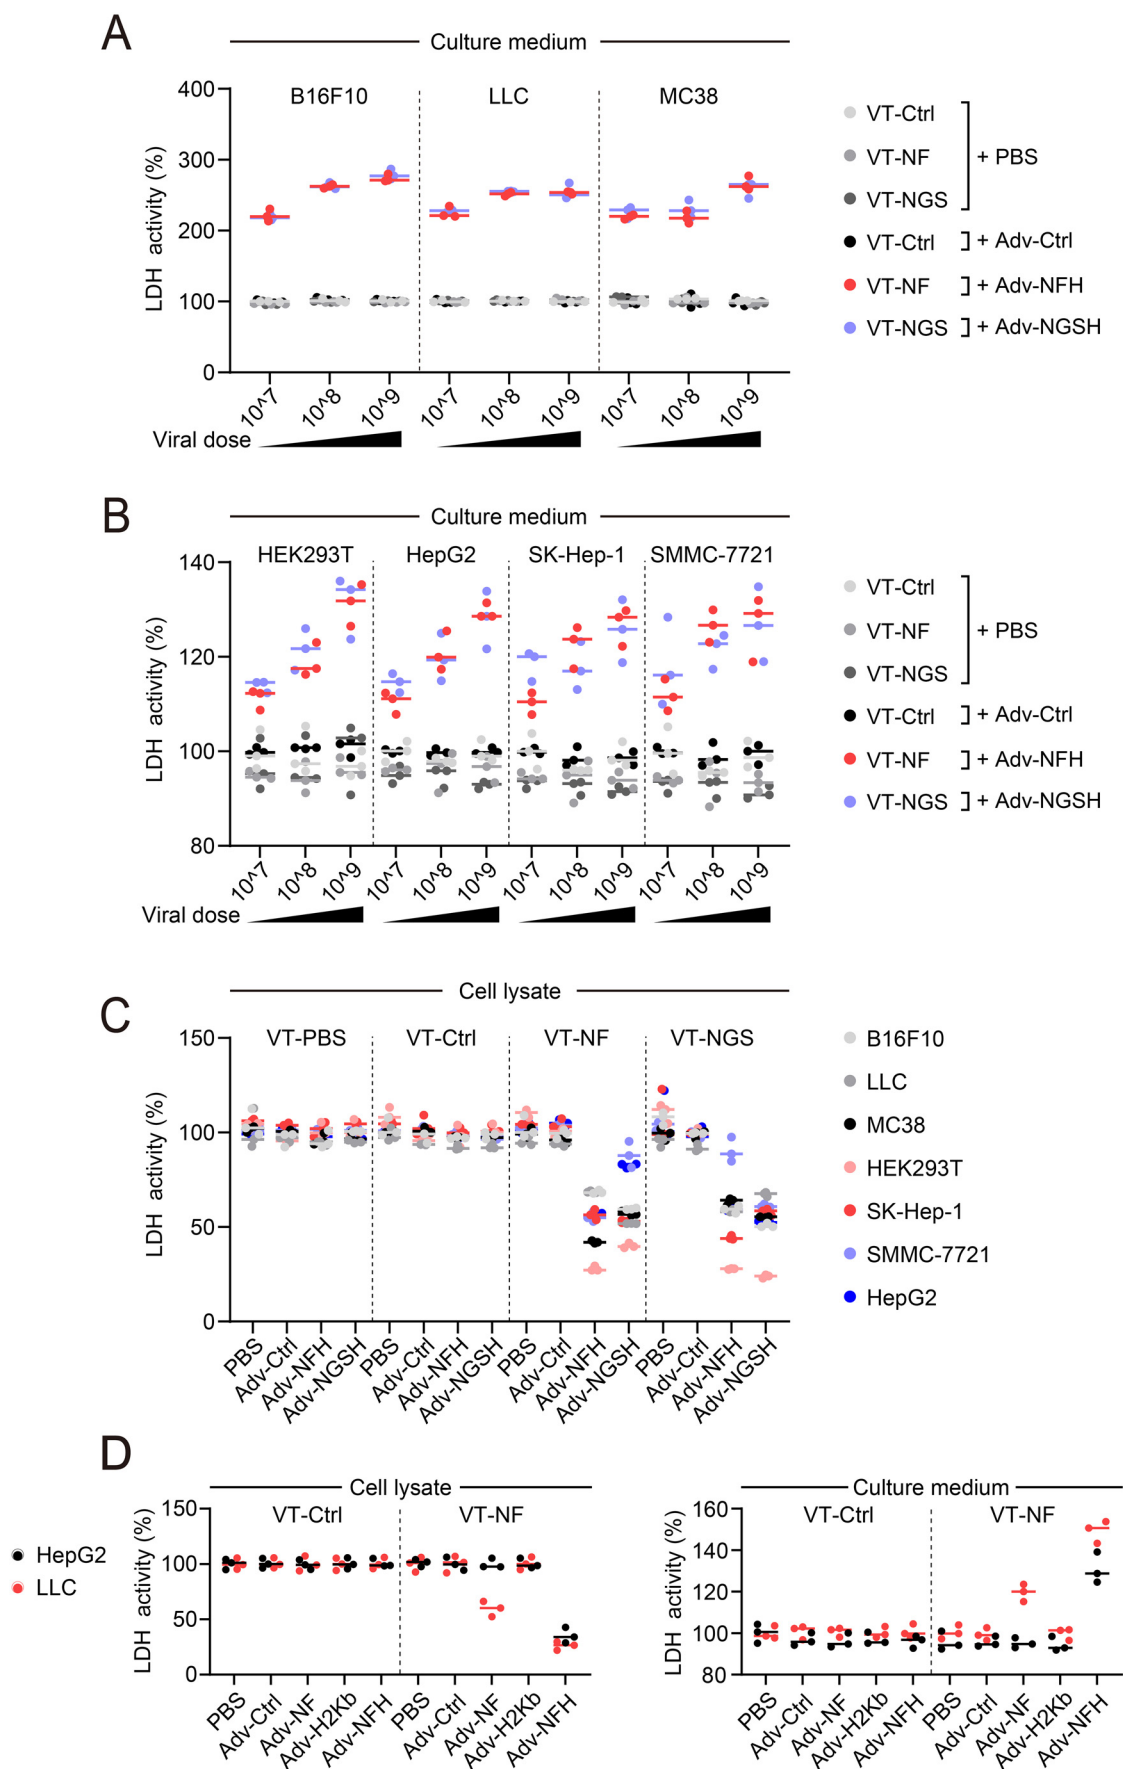 A
Culture medium
B16F10 LLC MC38
LDH activity (%)
400
300
200
100
0
10^7 10^8 10^9 10^7 10^8 10^9 10^7 10^8 10^9
Viral dose
VT-Ctrl
VT-NF + PBS
VT-NGS
VT-Ctrl + Adv-Ctrl
VT-NF + Adv-NFH
VT-NGS + Adv-NGSH
B
Culture medium
HEK293T HepG2 SK-Hep-1 SMMC-7721
LDH activity (%)
140
120
100
80
10^7 10^8 10^9 10^7 10^8 10^9 10^7 10^8 10^9 10^7 10^8 10^9
Viral dose
VT-Ctrl
VT-NF + PBS
VT-NGS
VT-Ctrl + Adv-Ctrl
VT-NF + Adv-NFH
VT-NGS + Adv-NGSH
C
Cell lysate
VT-PBS VT-Ctrl VT-NF VT-NGS
LDH activity (%)
150
100
50
0
PBS Adv-Ctrl Adv-NFH Adv-NGSH PBS Adv-Ctrl Adv-NFH Adv-NGSH PBS Adv-Ctrl Adv-NFH Adv-NGSH PBS Adv-Ctrl Adv-NFH Adv-NGSH
B16F10
LLC
MC38
HEK293T
SK-Hep-1
SMMC-7721
HepG2
D
HepG2
LLC
Cell lysate
VT-Ctrl VT-NF
LDH activity (%)
150
100
50
0
PBS Adv-Ctrl Adv-NF Adv-H2Kb Adv-NFH PBS Adv-Ctrl Adv-NF Adv-H2Kb Adv-NFH
Culture medium
VT-Ctrl VT-NF
LDH activity (%)
160
140
120
100
80
PBS Adv-Ctrl Adv-NF Adv-H2Kb Adv-NFH PBS Adv-Ctrl Adv-NF Adv-H2Kb Adv-NFH